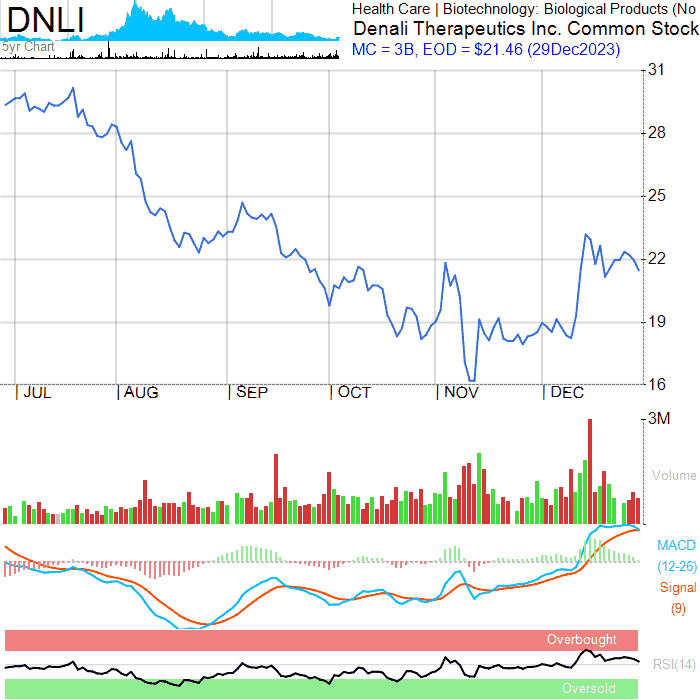 DNLI
5yr Chart
Health Care | Biotechnology: Biological Products (No
Denali Therapeutics Inc. Common Stock
MC = 3B, EOD = $21.46 (29Dec2023)
31
28
25
22
19
16
JUL AUG SEP OCT NOV DEC
3M
Volume
MACD
(12-26)
Signal
(9)
Overbought
RSI(14)
Oversold